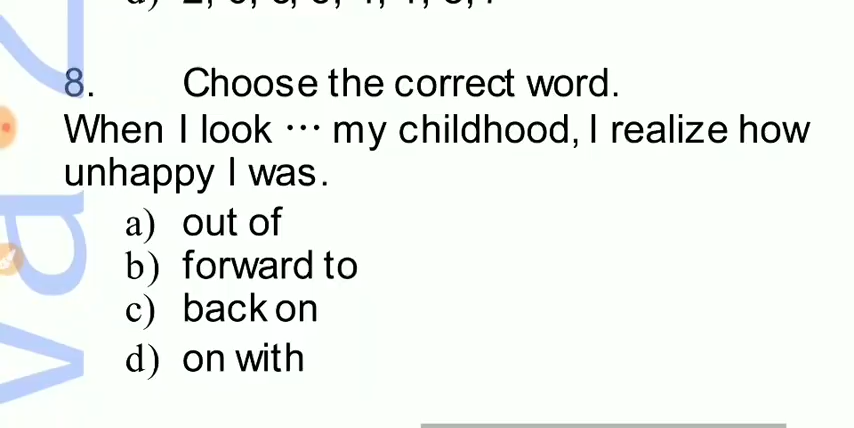 8. Choose the correct word.
When I look ··· my childhood, I realize how
unhappy I was.
a) out of
b) forward to
c) back on
d) on with